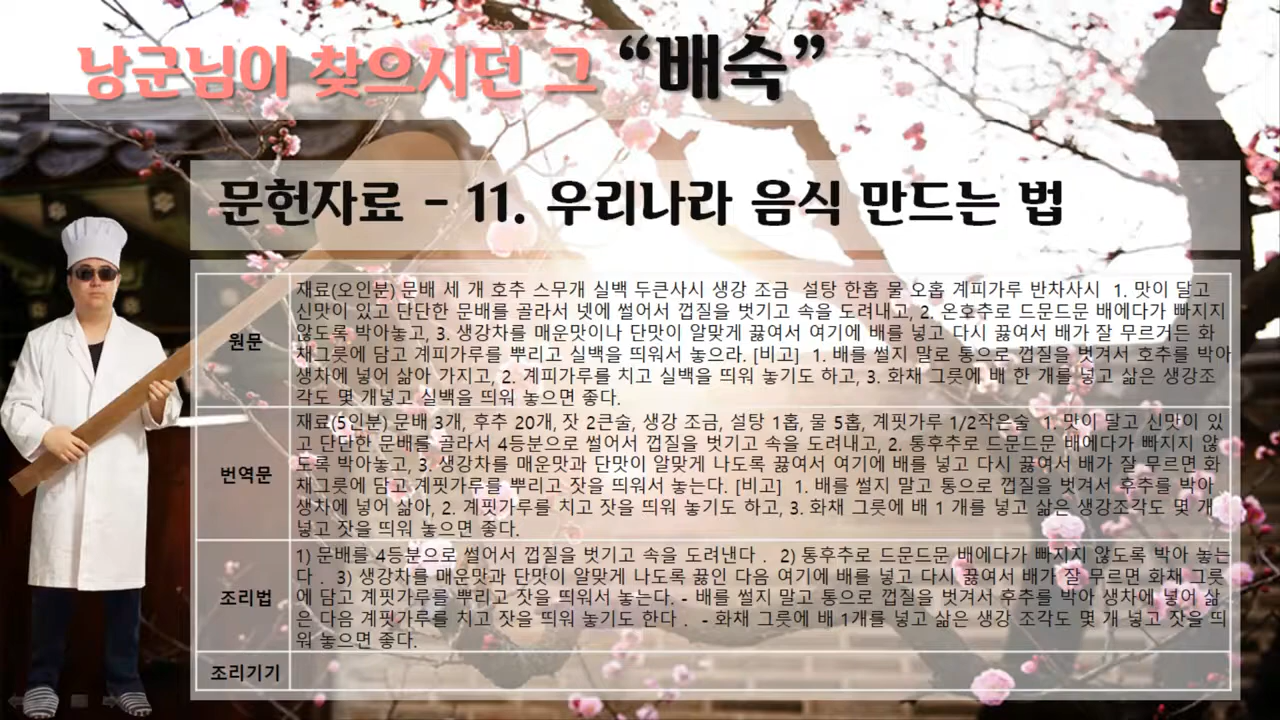 낭군님이 찾으시던 그 “배숙”
문헌자료 - 11. 우리나라 음식 만드는 법
원문
재료(오인분) 문배 세 개 호추 스무개 실백 두큰사시 생강 조금 설탕 한홉 물 오홉 계피가루 반차사시 1. 맛이 달고
신맛이 있고 단단한 문배를 골라서 넷에 썰어서 껍질을 벗기고 속을 도려내고, 2. 온호추로 드문드문 배에다가 빠지지
않도록 박아놓고, 3. 생강차를 매운맛이나 단맛이 알맞게 끓여서 여기에 배를 넣고 다시 끓여서 배가 잘 무르거든 화
채그릇에 담고 계피가루를 뿌리고 실백을 띄워서 놓으라. [비고] 1. 배를 썰지 말로 통으로 껍질을 벗겨서 호추를 박아
생차에 넣어 삶아 가지고, 2. 계피가루를 치고 실백을 띄워 놓기도 하고, 3. 화채 그릇에 배 한 개를 넣고 삶은 생강조
각도 몇 개넣고 실백을 띄워 놓으면 좋다.
번역문
재료(5인분) 문배 3개, 후추 20개, 잣 2큰술, 생강 조금, 설탕 1홉, 물 5홉, 계핏가루 1/2작은술 1. 맛이 달고 신맛이 있
고 단단한 문배를 골라서 4등분으로 썰어서 껍질을 벗기고 속을 도려내고, 2. 통후추로 드문드문 배에다가 빠지지 않
도록 박아놓고, 3. 생강차를 매운맛과 단맛이 알맞게 나도록 끓여서 여기에 배를 넣고 다시 끓여서 배가 잘 무르면 화
채그릇에 담고 계핏가루를 뿌리고 잣을 띄워서 놓는다. [비고] 1. 배를 썰지 말고 통으로 껍질을 벗겨서 후추를 박아
생차에 넣어 삶아, 2. 계핏가루를 치고 잣을 띄워 놓기도 하고, 3. 화채 그릇에 배 1 개를 넣고 삶은 생강조각도 몇 개
넣고 잣을 띄워 놓으면 좋다.
조리법
1) 문배를 4등분으로 썰어서 껍질을 벗기고 속을 도려낸다 . 2) 통후추로 드문드문 배에다가 빠지지 않도록 박아 놓는
다 . 3) 생강차를 매운맛과 단맛이 알맞게 나도록 끓인 다음 여기에 배를 넣고 다시 끓여서 배가 잘 무르면 화채 그릇
에 담고 계핏가루를 뿌리고 잣을 띄워서 놓는다. - 배를 썰지 말고 통으로 껍질을 벗겨서 후추를 박아 생차에 넣어 삶
은 다음 계핏가루를 치고 잣을 띄워 놓기도 한다 . - 화채 그릇에 배 1개를 넣고 삶은 생강 조각도 몇 개 넣고 잣을 띄
워 놓으면 좋다.
조리기기